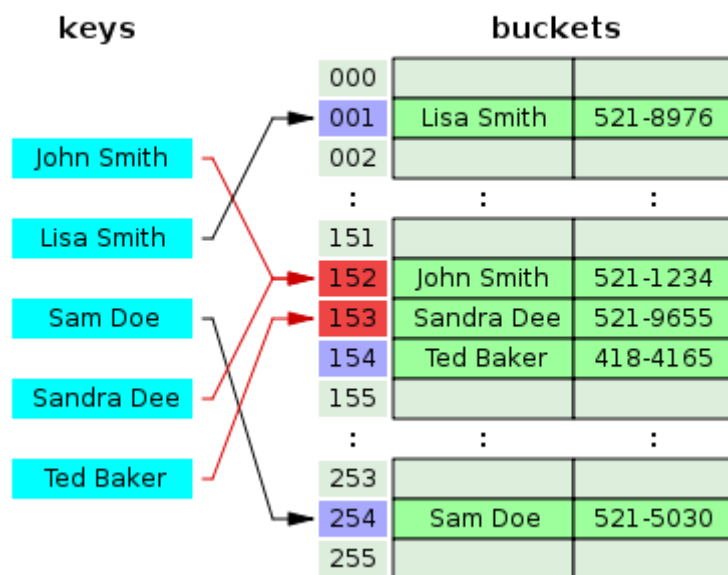 keys buckets
000
001 Lisa Smith 521-8976
John Smith 002
: : :
Lisa Smith 151
152 John Smith 521-1234
Sam Doe 153 Sandra Dee 521-9655
154 Ted Baker 418-4165
Sandra Dee 155
: : :
Ted Baker 253
254 Sam Doe 521-5030
255